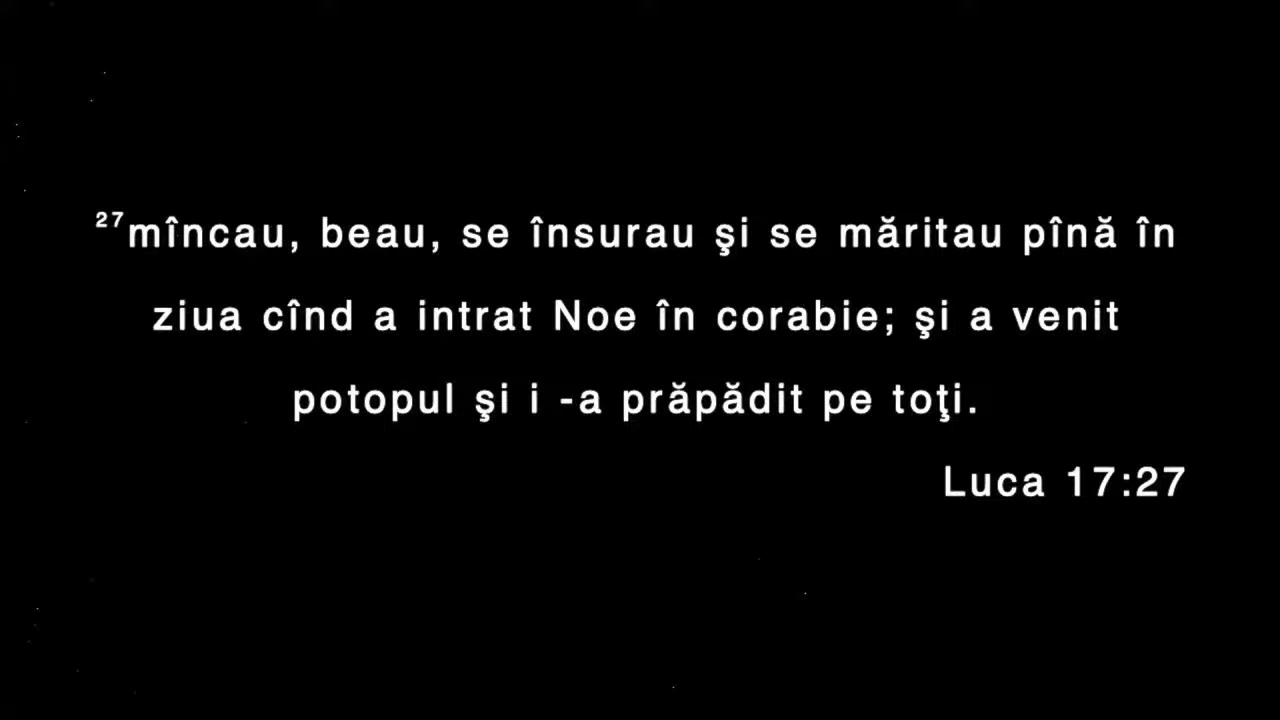 27mîncau, beau, se însurau şi se măritau pînă în
ziua cînd a intrat Noe în corabie; şi a venit
potopul şi i -a prăpădit pe toţi.
Luca 17:27